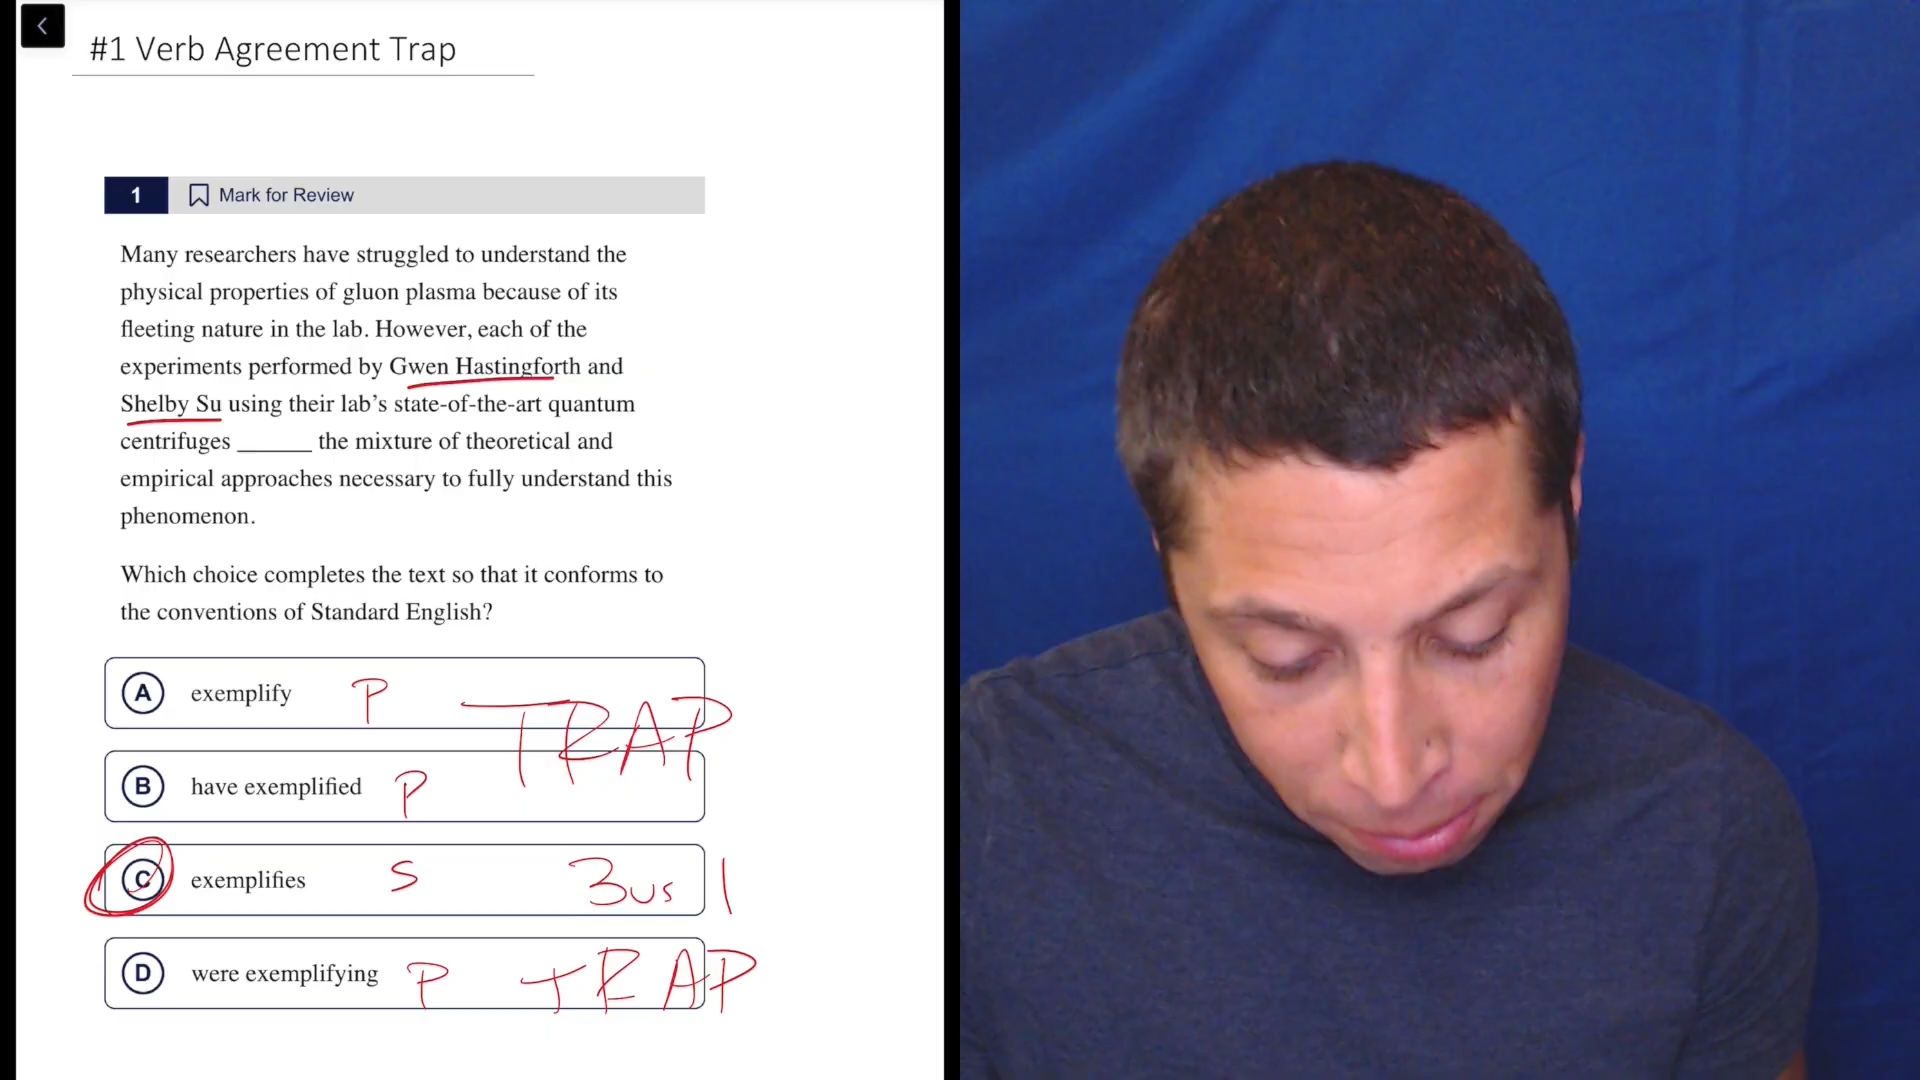 #1 Verb Agreement Trap
1 Mark for Review
Many researchers have struggled to understand the
physical properties of gluon plasma because of its
fleeting nature in the lab. However, each of the
experiments performed by Gwen Hastingforth and
Shelby Su using their lab’s state-of-the-art quantum
centrifuges ______ the mixture of theoretical and
empirical approaches necessary to fully understand this
phenomenon.
Which choice completes the text so that it conforms to
the conventions of Standard English?
A exemplify P TRAP
B have exemplified P
C exemplifies S 3 vs 1
D were exemplifying P TRAP